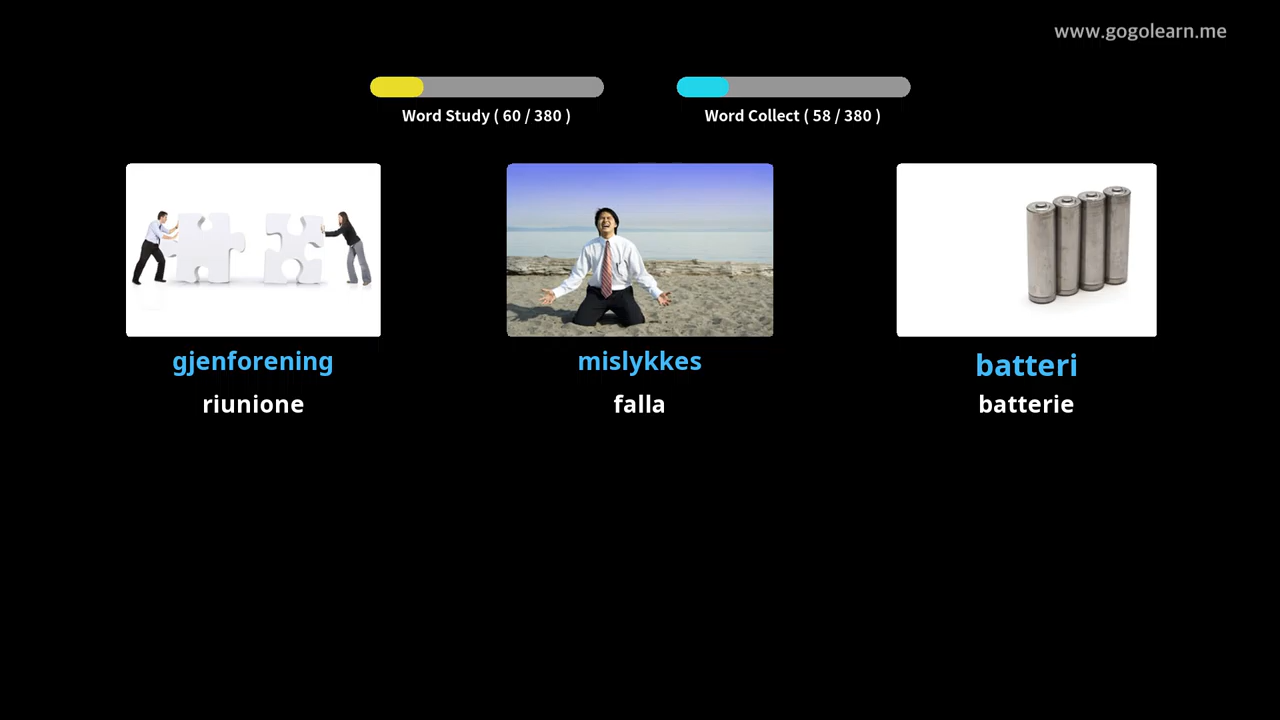 www.gogolearn.me
Word Study ( 60 / 380 )
Word Collect ( 58 / 380 )
gjenforening
mislykkes
batteri
riunione
falla
batterie